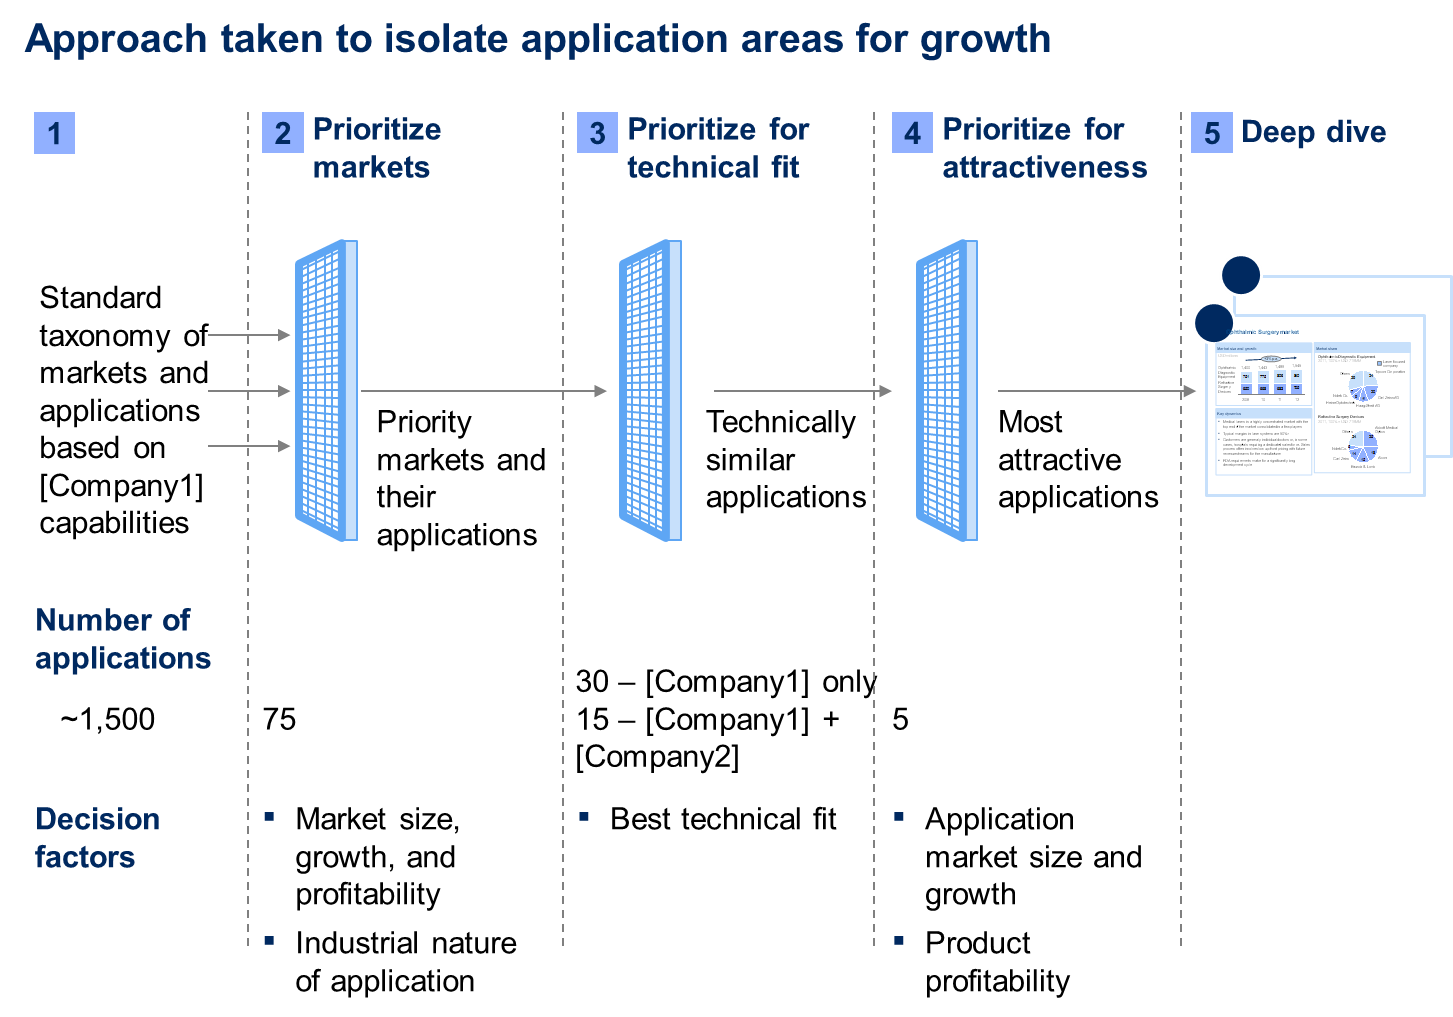 Approach taken to isolate application areas for growth
1
2
Prioritize
markets
3
Prioritize for
technical fit
4
Prioritize for
attractiveness
5
Deep dive
Standard
taxonomy of
markets and
applications
based on
[Company1]
capabilities
Priority
markets and
their
applications
Technically
similar
applications
Most
attractive
applications
Number of
applications
~1,500
75
30 – [Company1] only
15 – [Company1] +
[Company2]
5
Decision
factors
▪ Market size,
growth, and
profitability
▪ Industrial nature
of application
▪ Best technical fit
▪ Application
market size and
growth
▪ Product
profitability